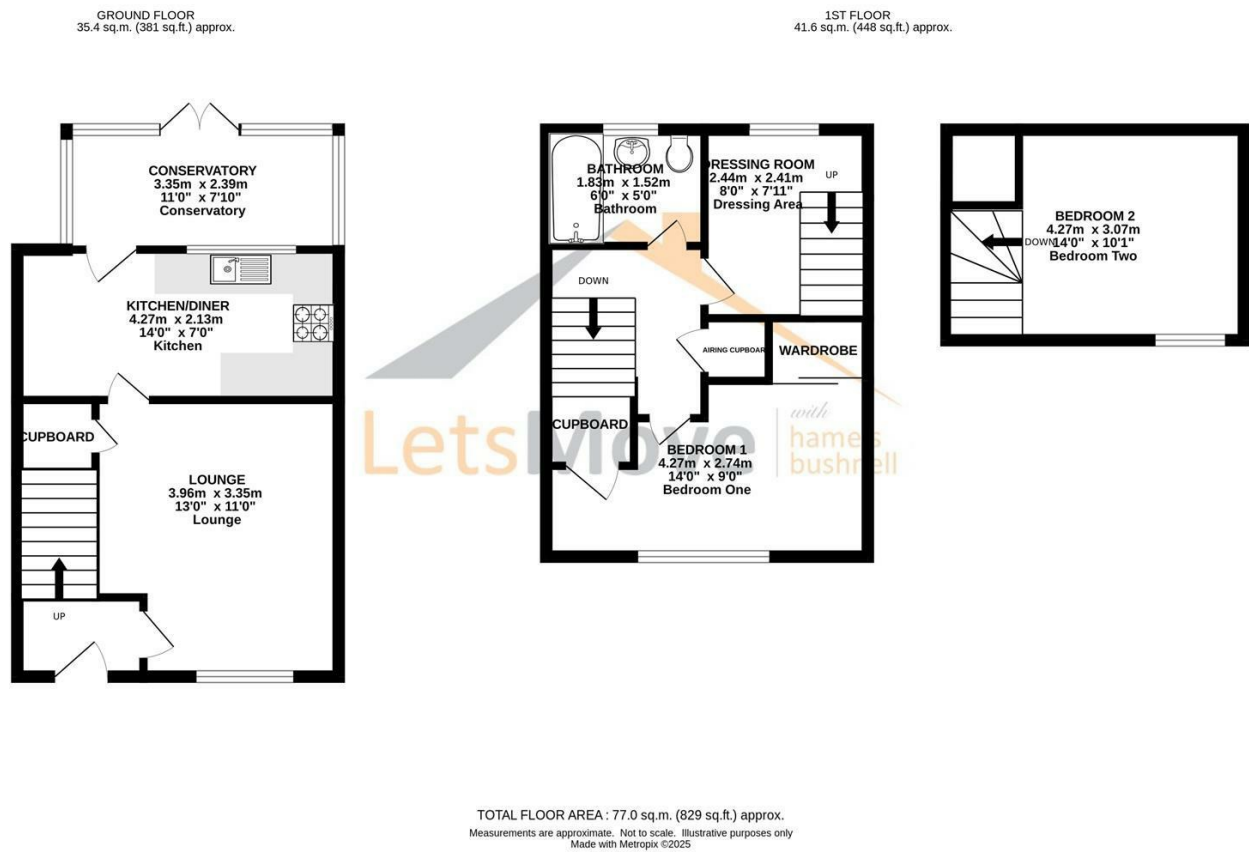 GROUND FLOOR
35.4 sq.m. (381 sq.ft.) approx.
1ST FLOOR
41.6 sq.m. (448 sq.ft.) approx.
CONSERVATORY
3.35m x 2.39m
11'0" x 7'10"
Conservatory
KITCHEN/DINER
4.27m x 2.13m
14'0" x 7'0"
Kitchen
CUPBOARD
LOUNGE
3.96m x 3.35m
13'0" x 11'0"
Lounge
UP
BATHROOM
1.83m x 1.52m
6'0" x 5'0"
Bathroom
DRESSING ROOM
2.44m x 2.41m
8'0" x 7'11"
Dressing Area
UP
DOWN
AIRING CUPBOARD
WARDROBE
CUPBOARD
BEDROOM 1
4.27m x 2.74m
14'0" x 9'0"
Bedroom One
BEDROOM 2
4.27m x 3.07m
14'0" x 10'1"
Bedroom Two
DOWN
LetsMove
with
hamels
bushnell
TOTAL FLOOR AREA : 77.0 sq.m. (829 sq.ft.) approx.
Measurements are approximate. Not to scale. Illustrative purposes only
Made with Metropix ©2025